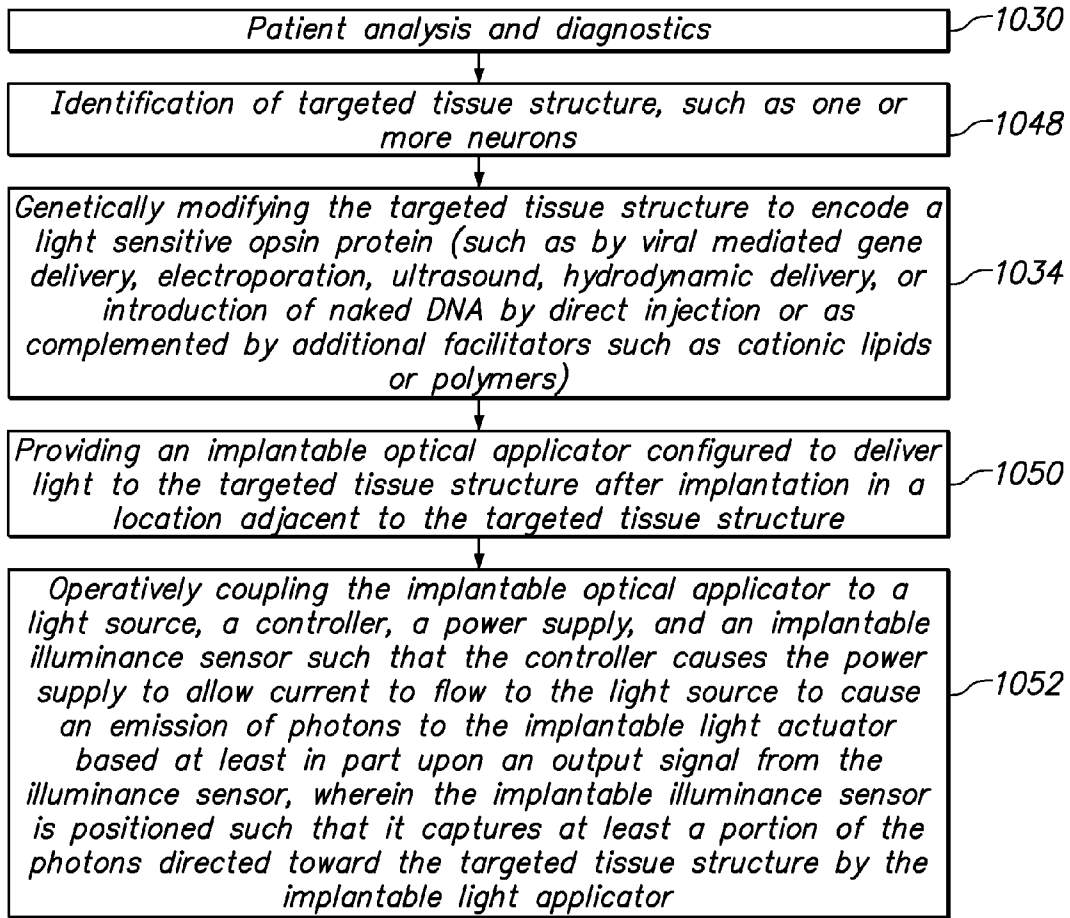 Patient analysis and diagnostics
1030
Identification of targeted tissue structure, such as one or
more neurons
1048
Genetically modifying the targeted tissue structure to encode a
light sensitive opsin protein (such as by viral mediated gene
delivery, electroporation, ultrasound, hydrodynamic delivery, or
introduction of naked DNA by direct injection or as
complemented by additional facilitators such as cationic lipids
or polymers)
1034
Providing an implantable optical applicator configured to deliver
light to the targeted tissue structure after implantation in a
location adjacent to the targeted tissue structure
1050
Operatively coupling the implantable optical applicator to a
light source, a controller, a power supply, and an implantable
illuminance sensor such that the controller causes the power
supply to allow current to flow to the light source to cause
an emission of photons to the implantable light actuator
based at least in part upon an output signal from the
illuminance sensor, wherein the implantable illuminance sensor
is positioned such that it captures at least a portion of the
photons directed toward the targeted tissue structure by the
implantable light applicator
1052